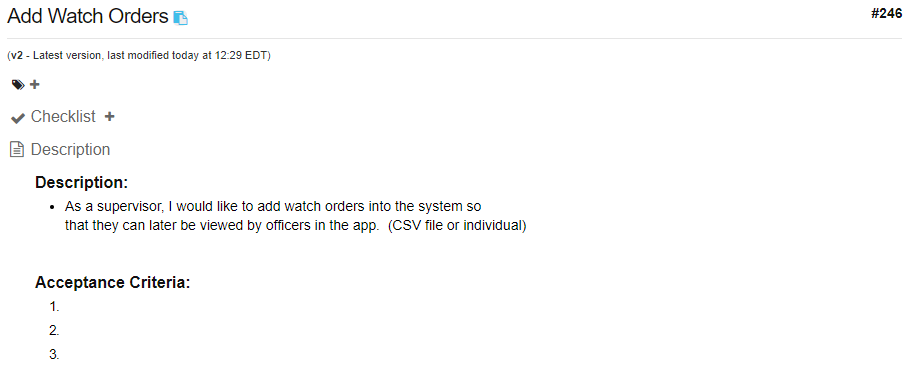 Add Watch Orders
#246
(v2 - Latest version, last modified today at 12:29 EDT)
Checklist
Description
Description:
• As a supervisor, I would like to add watch orders into the system so
that they can later be viewed by officers in the app.  (CSV file or individual)
Acceptance Criteria:
1.
2.
3.